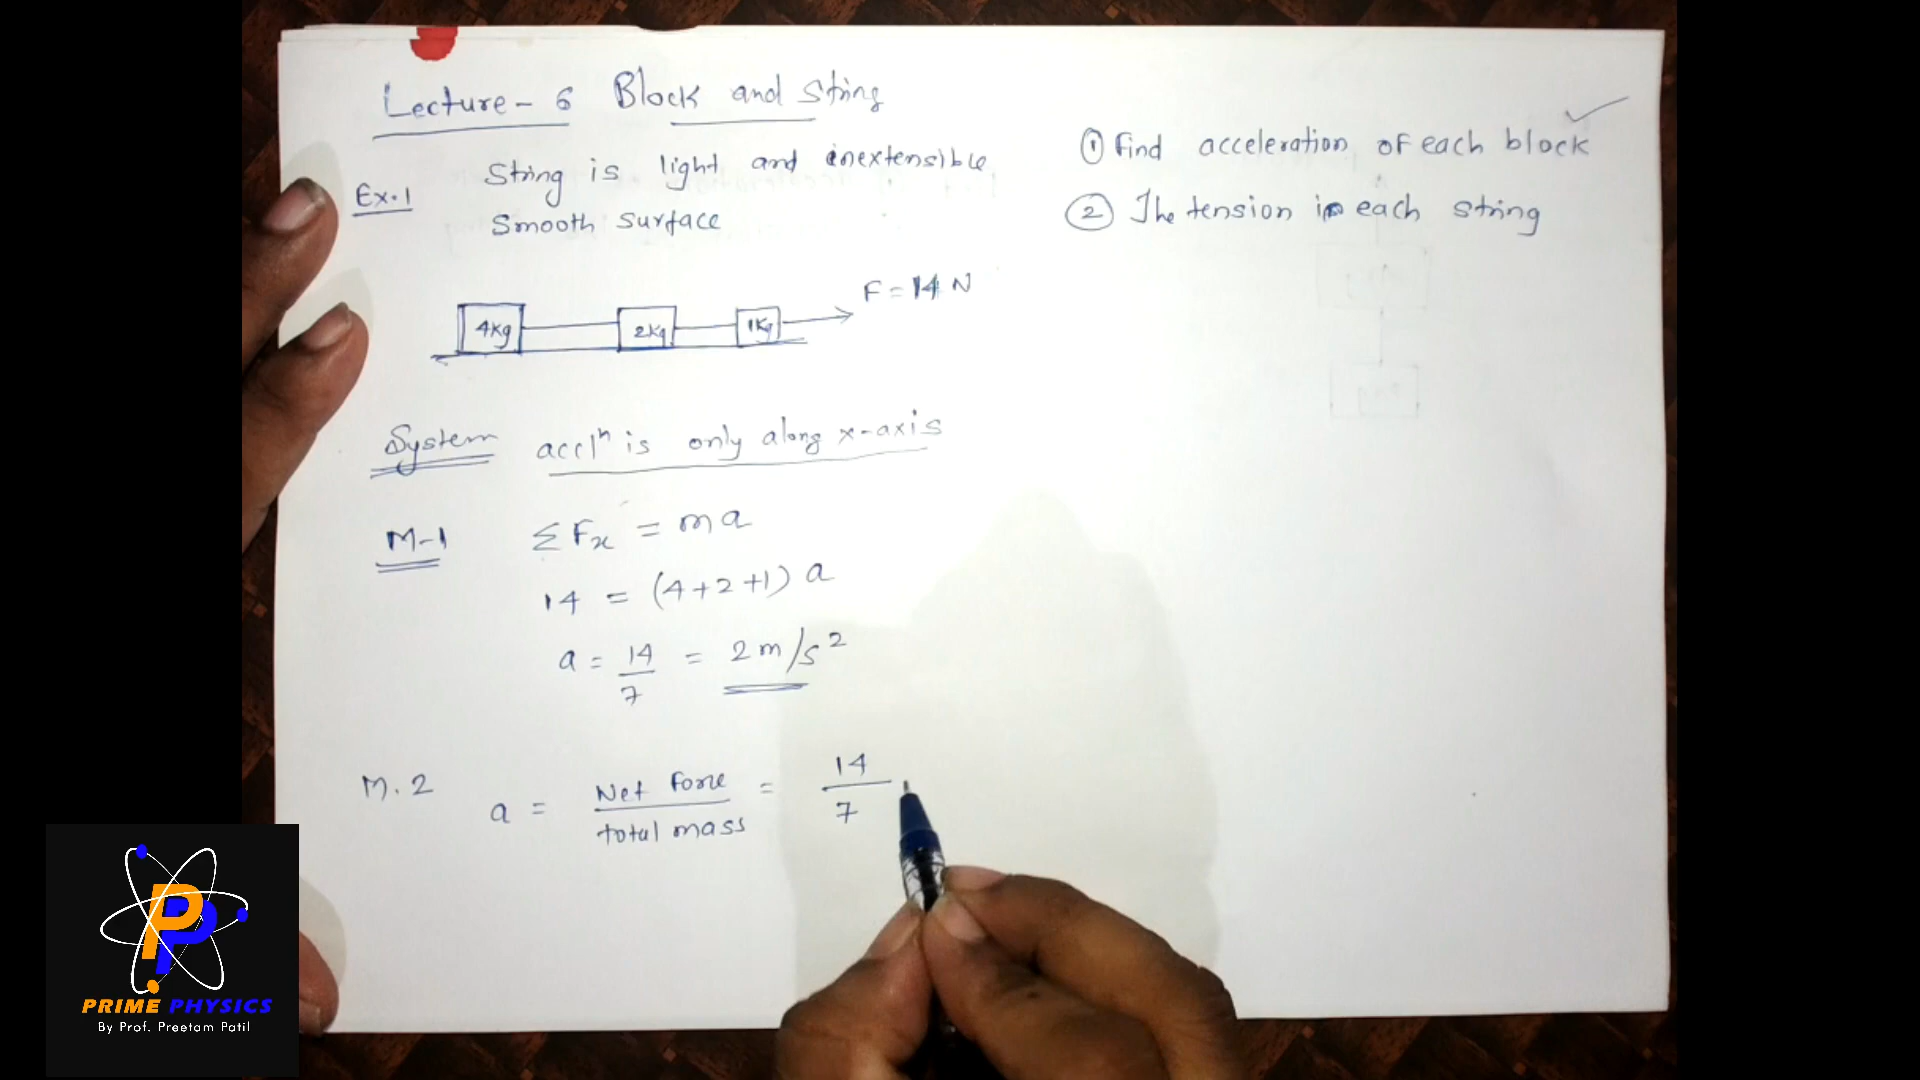 Lecture - 6 Block and String
Ex.1 String is light and inextensible
Smooth surface
4Kg 2Kg 1Kg F = 14 N
System acclⁿ is only along x-axis
M-1 ΣFx = ma
14 = (4+2+1) a
a = 14/7 = 2m/s²
M.2 a = Net Force/total mass = 14/7
① Find acceleration of each block ✓
② The tension in each string
PP
PRIME PHYSICS
By Prof. Preetam Patil